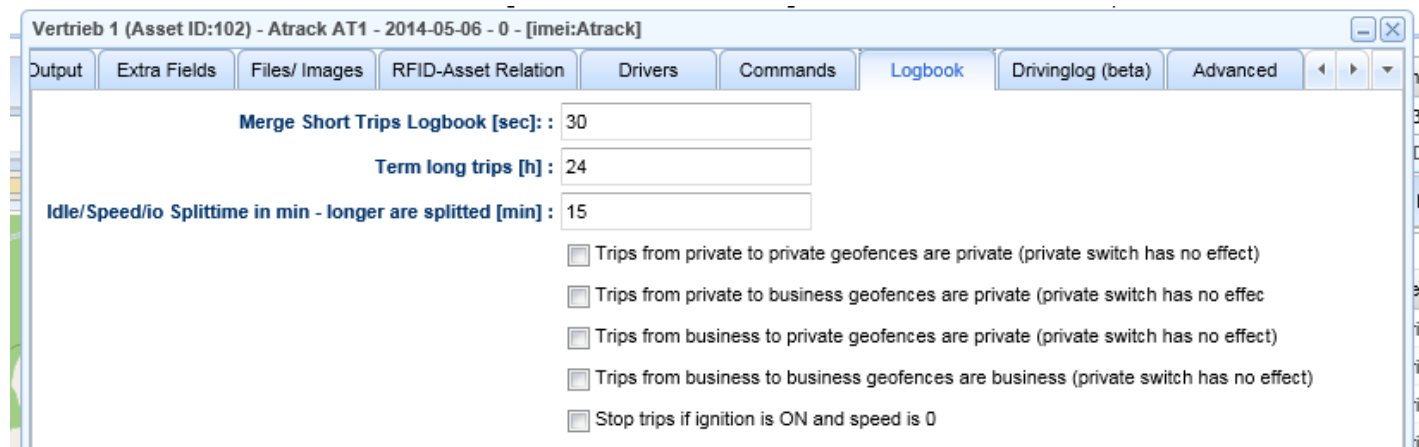 Vertrieb 1 (Asset ID:102) - Atrack AT1 - 2014-05-06 - 0 - [imei:Atrack]
Output Extra Fields Files/ Images RFID-Asset Relation Drivers Commands Logbook Drivinglog (beta) Advanced
Merge Short Trips Logbook [sec]: : 30
Term long trips [h] : 24
Idle/Speed/io Splittime in min - longer are splitted [min] : 15
Trips from private to private geofences are private (private switch has no effect)
Trips from private to business geofences are private (private switch has no effec
Trips from business to private geofences are private (private switch has no effect)
Trips from business to business geofences are business (private switch has no effect)
Stop trips if ignition is ON and speed is 0